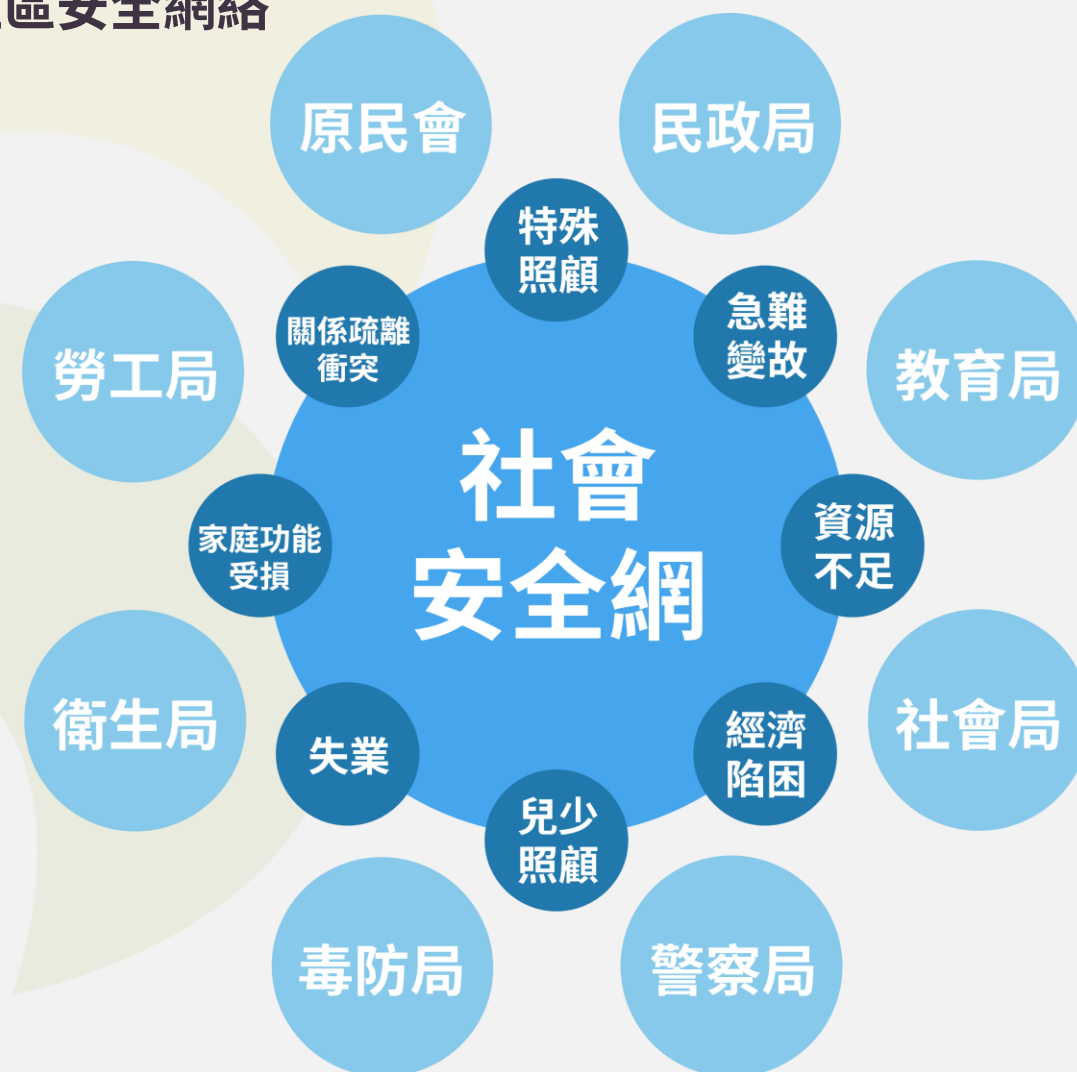 區安全網絡
原民會
民政局
特殊
照顧
關係疏離
衝突
急難
變故
勞工局
教育局
社會
安全網
家庭功能
受損
資源
不足
衛生局
社會局
失業
經濟
陷困
兒少
照顧
毒防局
警察局